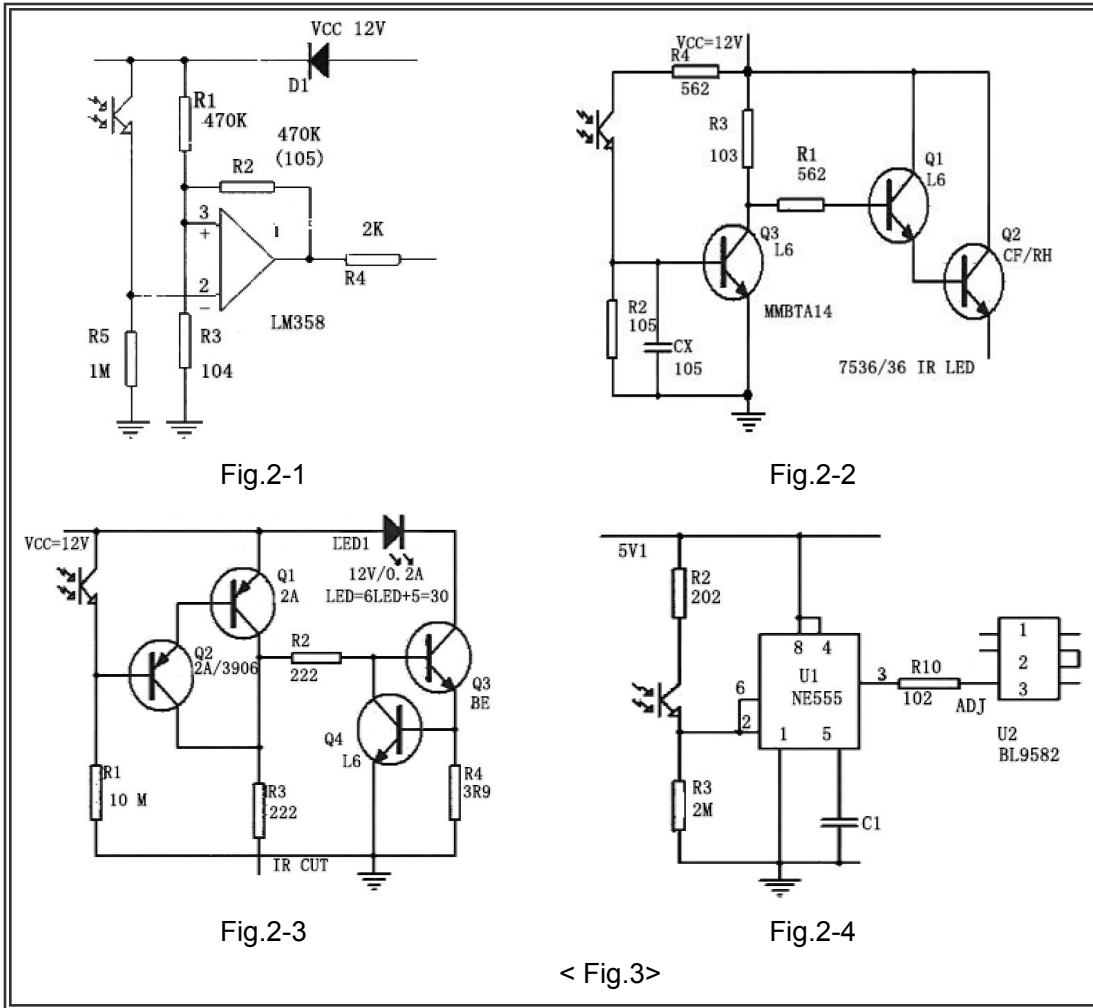 VCC 12V
D1
R1
470K
470K
(105)
R2
3
+
1
2K
R4
2
−
LM358
R5
1M
R3
104
Fig.2-1
VCC=12V
R4
562
R3
103
R1
562
Q1
L6
Q2
CF/RH
Q3
L6
MMBTA14
R2
105
CX
105
7536/36 IR LED
Fig.2-2
VCC=12V
LED1
12V/0.2A
LED=6LED+5=30
Q1
2A
Q2
2A/3906
R2
222
Q3
BE
Q4
L6
R1
10 M
R3
222
R4
3R9
IR CUT
Fig.2-3
5V1
R2
202
8 4
U1
NE555
6
2
1 5
3
R10
102
ADJ
1
2
3
U2
BL9582
R3
2M
C1
Fig.2-4
< Fig.3>